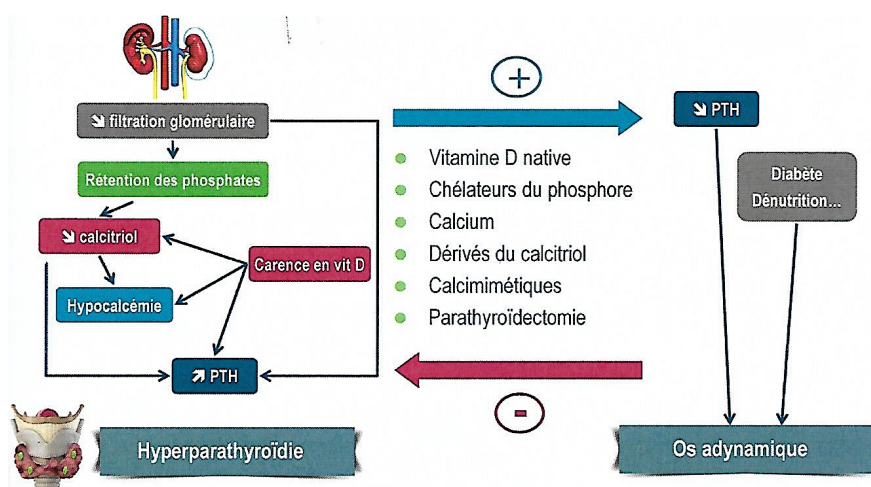 ↘ filtration glomérulaire
Rétention des phosphates
↘ calcitriol
Carence en vit D
Hypocalcémie
↗ PTH
Hyperparathyroïdie
+
Vitamine D native
Chélateurs du phosphore
Calcium
Dérivés du calcitriol
Calcimimétiques
Parathyroïdectomie
-
↘ PTH
Diabète
Dénutrition...
Os adynamique